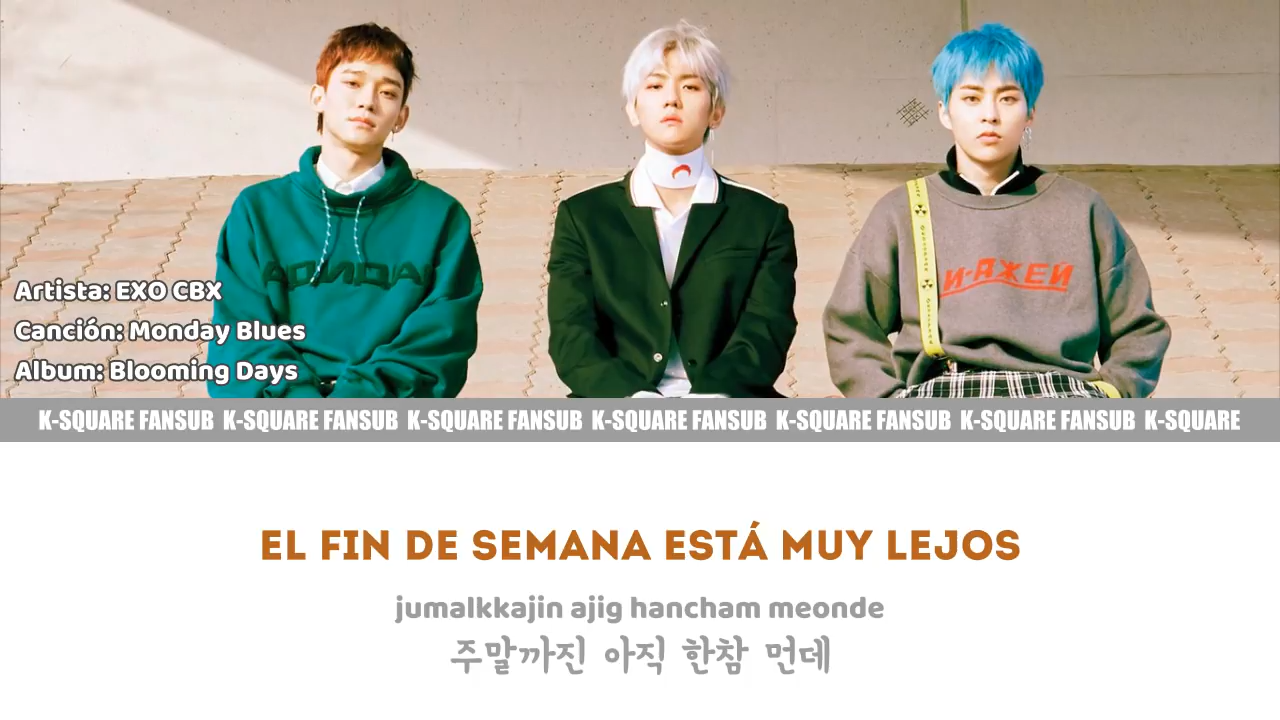 И-ЯЖЕЙ
Artista: EXO CBX
Canción: Monday Blues
Album: Blooming Days
K-SQUARE FANSUB K-SQUARE FANSUB K-SQUARE FANSUB K-SQUARE FANSUB K-SQUARE FANSUB K-SQUARE FANSUB K-SQUARE
EL FIN DE SEMANA ESTÁ MUY LEJOS
jumalkkajin ajig hancham meonde
주말까진 아직 한참 먼데